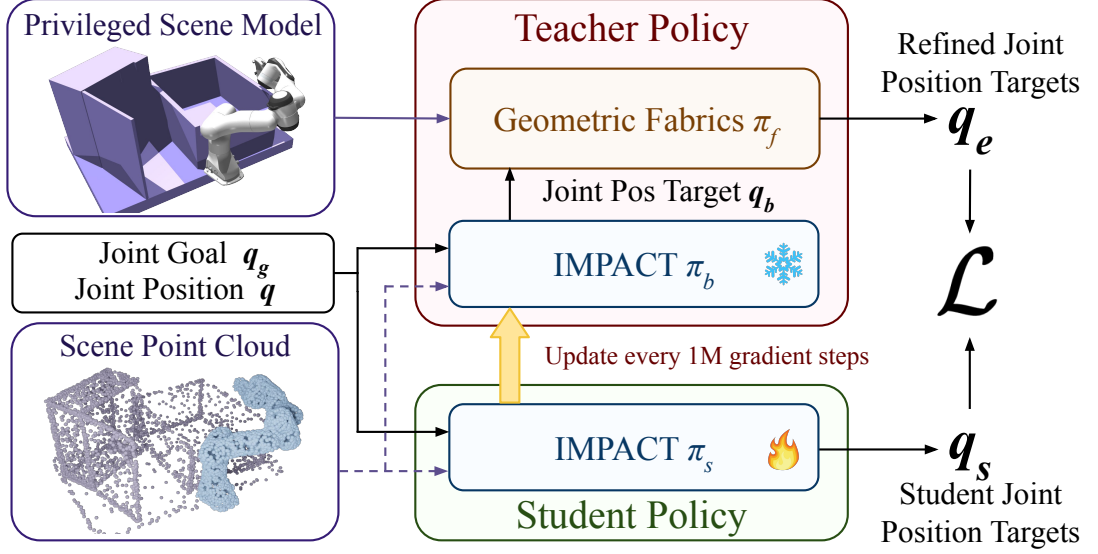 Privileged Scene Model
Teacher Policy
Geometric Fabrics π_f
Refined Joint
Position Targets
q_e
Joint Pos Target q_b
Joint Goal q_g
Joint Position q
IMPACT π_b
ℒ
Scene Point Cloud
Update every 1M gradient steps
IMPACT π_s
Student Policy
q_s
Student Joint
Position Targets